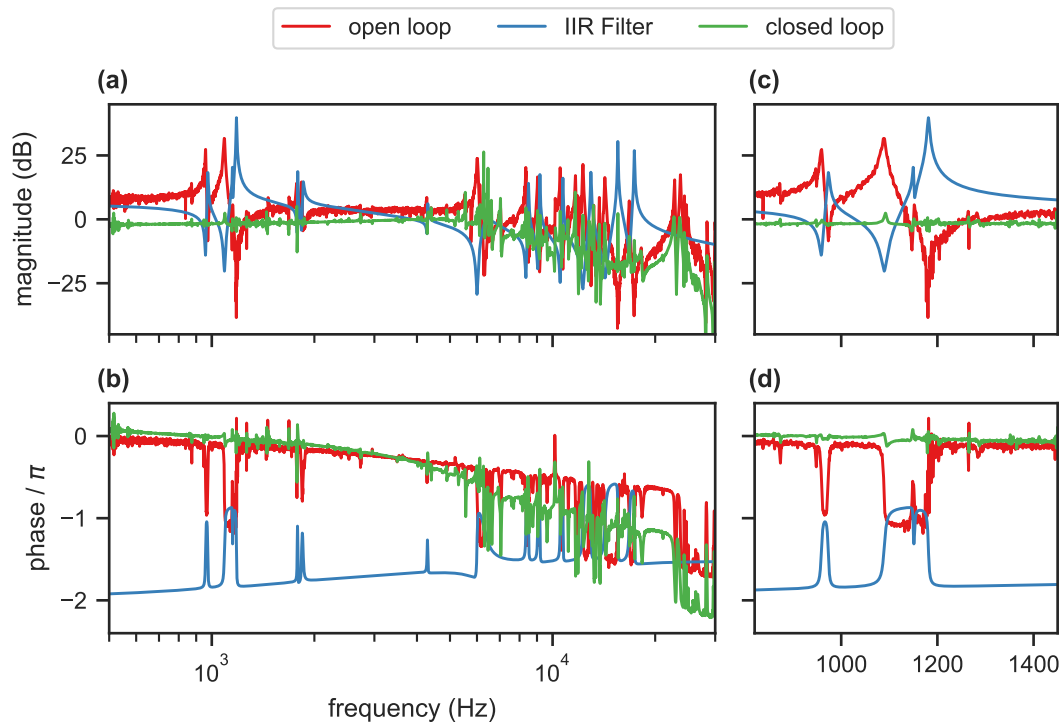 open loop IIR Filter closed loop
(a) (c)
magnitude (dB)
25
0
−25
(b) (d)
phase / π
0
−1
−2
10³ 10⁴ 1000 1200 1400
frequency (Hz)